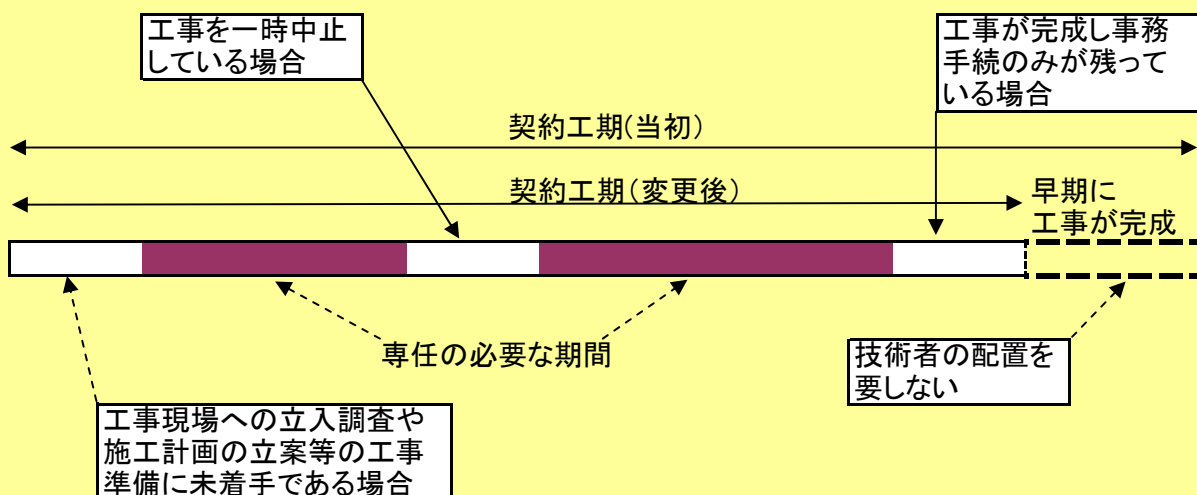 工事を一時中止
している場合
工事が完成し事務
手続のみが残って
いる場合
契約工期(当初)
契約工期(変更後)
早期に
工事が完成
専任の必要な期間
技術者の配置を
要しない
工事現場への立入調査や
施工計画の立案等の工事
準備に未着手である場合